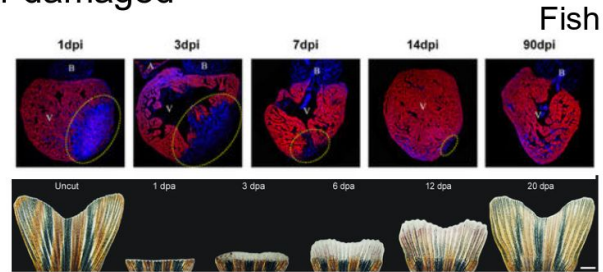 damaged
Fish
1dpi 3dpi 7dpi 14dpi 90dpi
B A B B B
V V V V V
Uncut 1 dpa 3 dpa 6 dpa 12 dpa 20 dpa